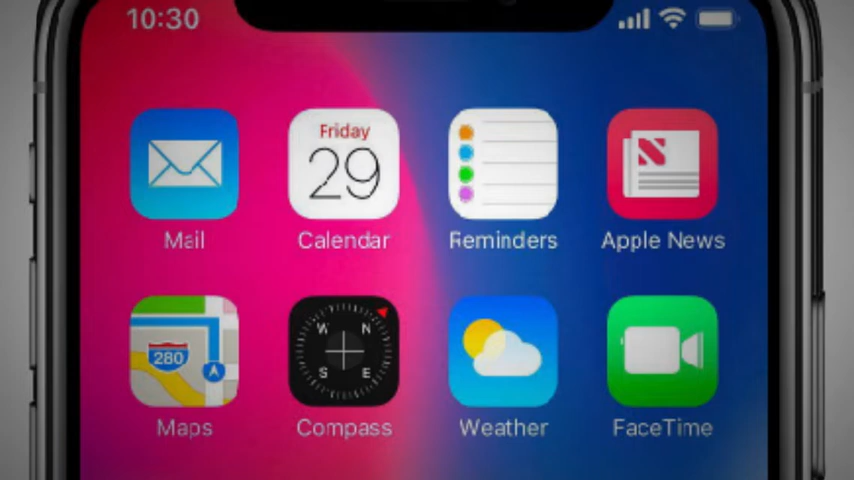 10:30
Friday
29
Mail Calendar Reminders Apple News
280
W N
S E
Maps Compass Weather FaceTime